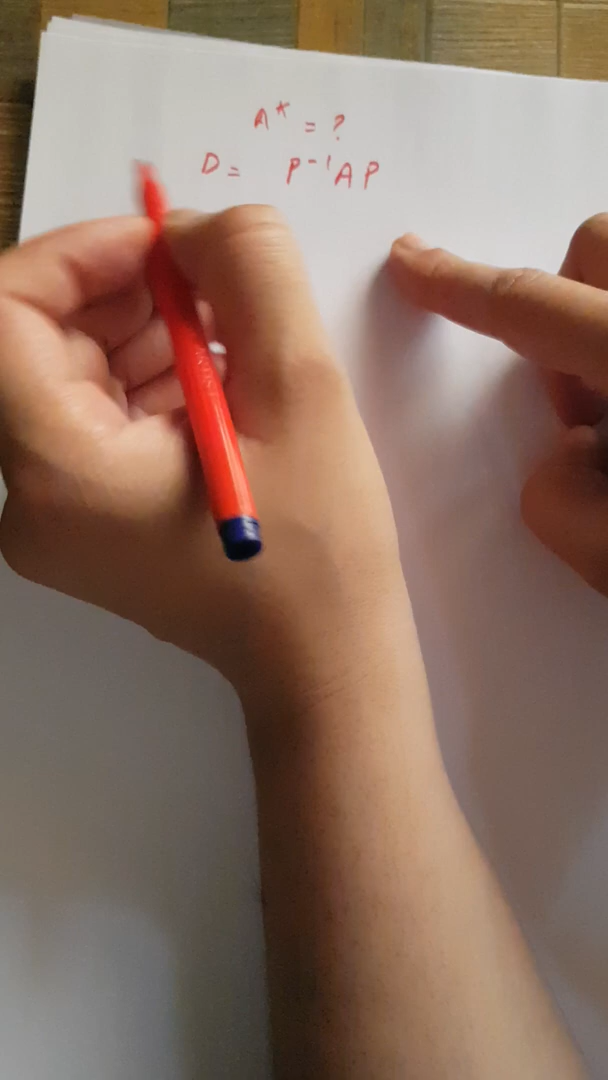 A^k = ?
D = P^-1 A P